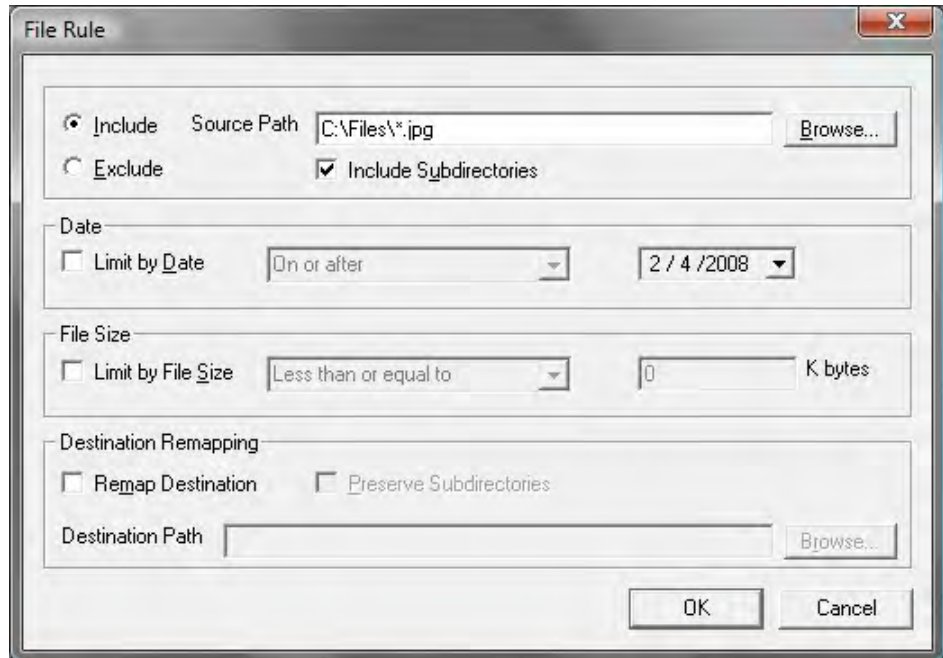 File Rule
Include Source Path C:\Files\*.jpg Browse...
Exclude Include Subdirectories
Date
Limit by Date On or after 2 / 4 /2008
File Size
Limit by File Size Less than or equal to 0 K bytes
Destination Remapping
Remap Destination Preserve Subdirectories
Destination Path Browse...
OK Cancel